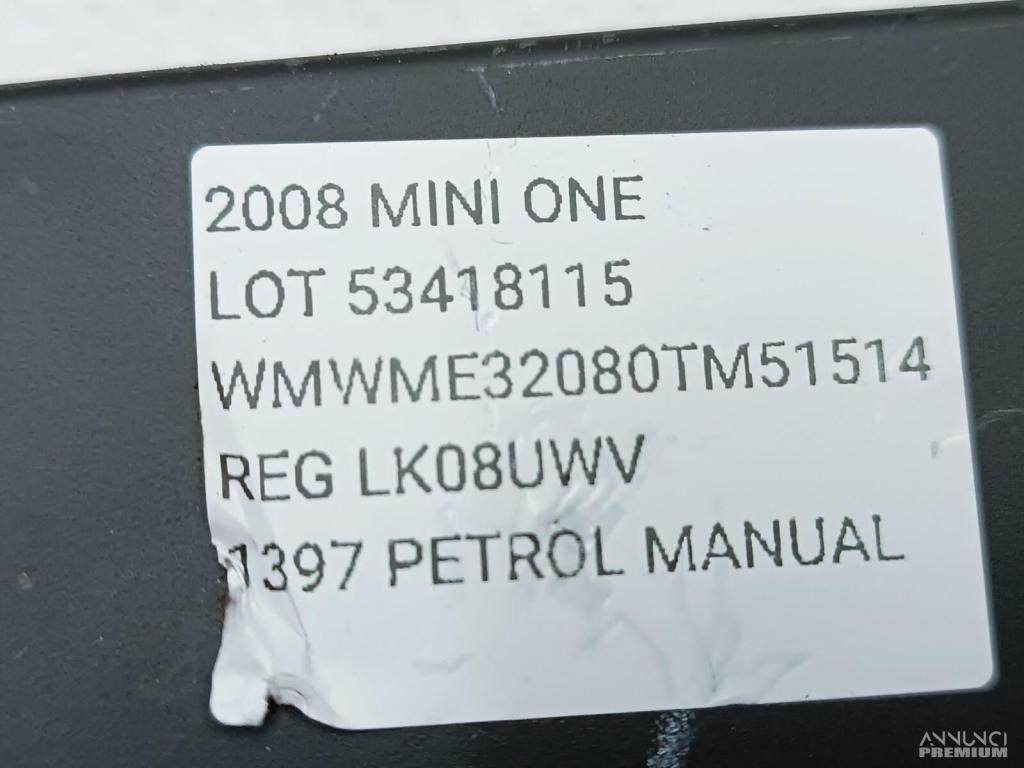 2008 MINI ONE
LOT 53418115
WMWME32080TM51514
REG LK08UWV
1397 PETROL MANUAL
ANNUNCI
PREMIUM